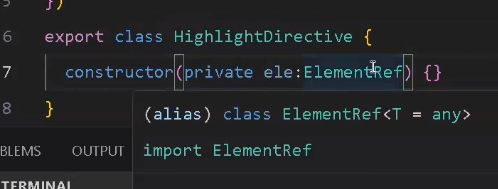 5 })
6 export class HighlightDirective {
7 constructor(private ele:ElementRef) {}
8 }
(alias) class ElementRef<T = any>
import ElementRef
BLEMS OUTPUT
TERMINAL